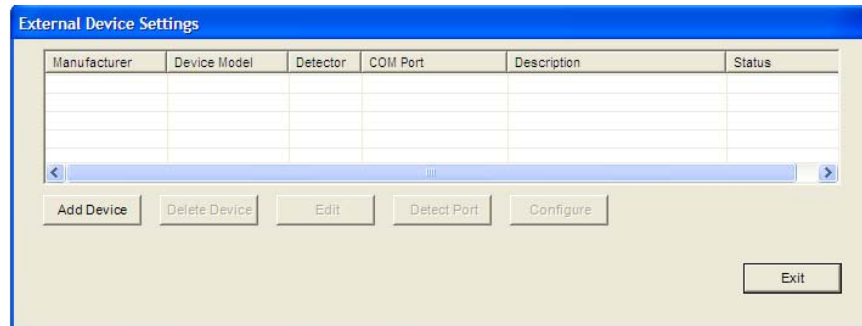 External Device Settings
Manufacturer Device Model Detector COM Port Description Status
Add Device Delete Device Edit Detect Port Configure
Exit